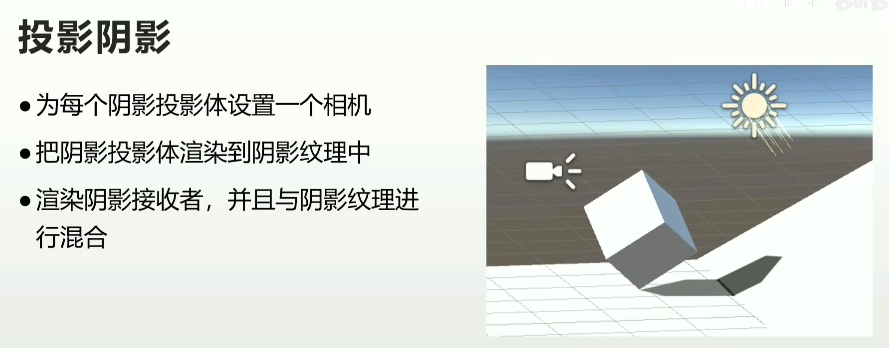 投影阴影
●为每个阴影投影体设置一个相机
●把阴影投影体渲染到阴影纹理中
●渲染阴影接收者，并且与阴影纹理进
行混合